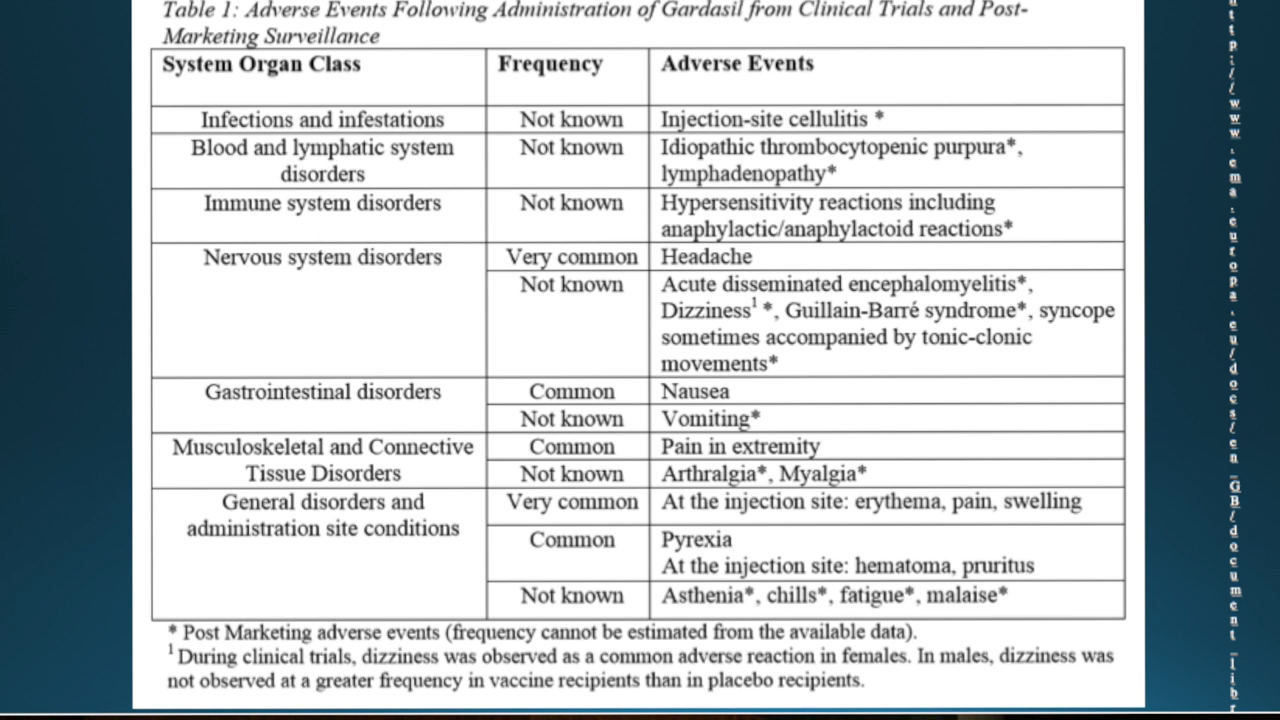 Table 1: Adverse Events Following Administration of Gardasil from Clinical Trials and Post-
Marketing Surveillance
System Organ Class Frequency Adverse Events
Infections and infestations Not known Injection-site cellulitis *
Blood and lymphatic system disorders Not known Idiopathic thrombocytopenic purpura*,
lymphadenopathy*
Immune system disorders Not known Hypersensitivity reactions including
anaphylactic/anaphylactoid reactions*
Nervous system disorders Very common Headache
Not known Acute disseminated encephalomyelitis*,
Dizziness¹ *, Guillain-Barré syndrome*, syncope
sometimes accompanied by tonic-clonic
movements*
Gastrointestinal disorders Common Nausea
Not known Vomiting*
Musculoskeletal and Connective Common Pain in extremity
Tissue Disorders Not known Arthralgia*, Myalgia*
General disorders and Very common At the injection site: erythema, pain, swelling
administration site conditions
Common Pyrexia
At the injection site: hematoma, pruritus
Not known Asthenia*, chills*, fatigue*, malaise*
* Post Marketing adverse events (frequency cannot be estimated from the available data).
¹ During clinical trials, dizziness was observed as a common adverse reaction in females. In males, dizziness was
not observed at a greater frequency in vaccine recipients than in placebo recipients.
ttp://www.ema.europa.eu/docs/en_GB/document_libr